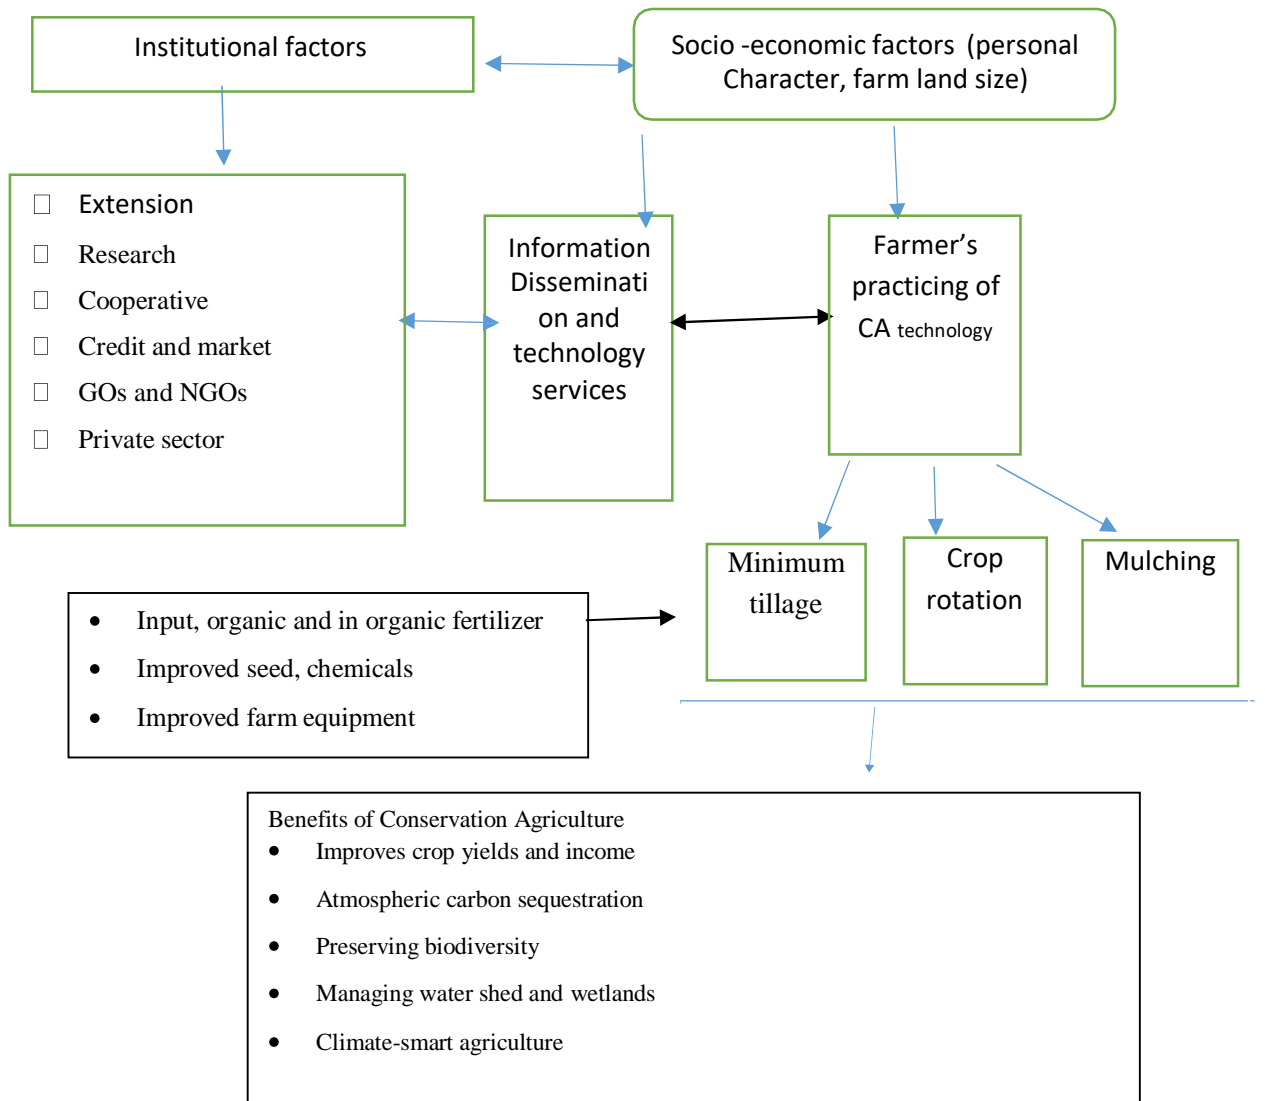 Institutional factors
Socio -economic factors (personal
Character, farm land size)
Extension
Research
Cooperative
Credit and market
GOs and NGOs
Private sector
Information
Disseminati
on and
technology
services
Farmer’s
practicing of
CA technology
Minimum
tillage
Crop
rotation
Mulching
• Input, organic and in organic fertilizer
• Improved seed, chemicals
• Improved farm equipment
Benefits of Conservation Agriculture
• Improves crop yields and income
• Atmospheric carbon sequestration
• Preserving biodiversity
• Managing water shed and wetlands
• Climate-smart agriculture